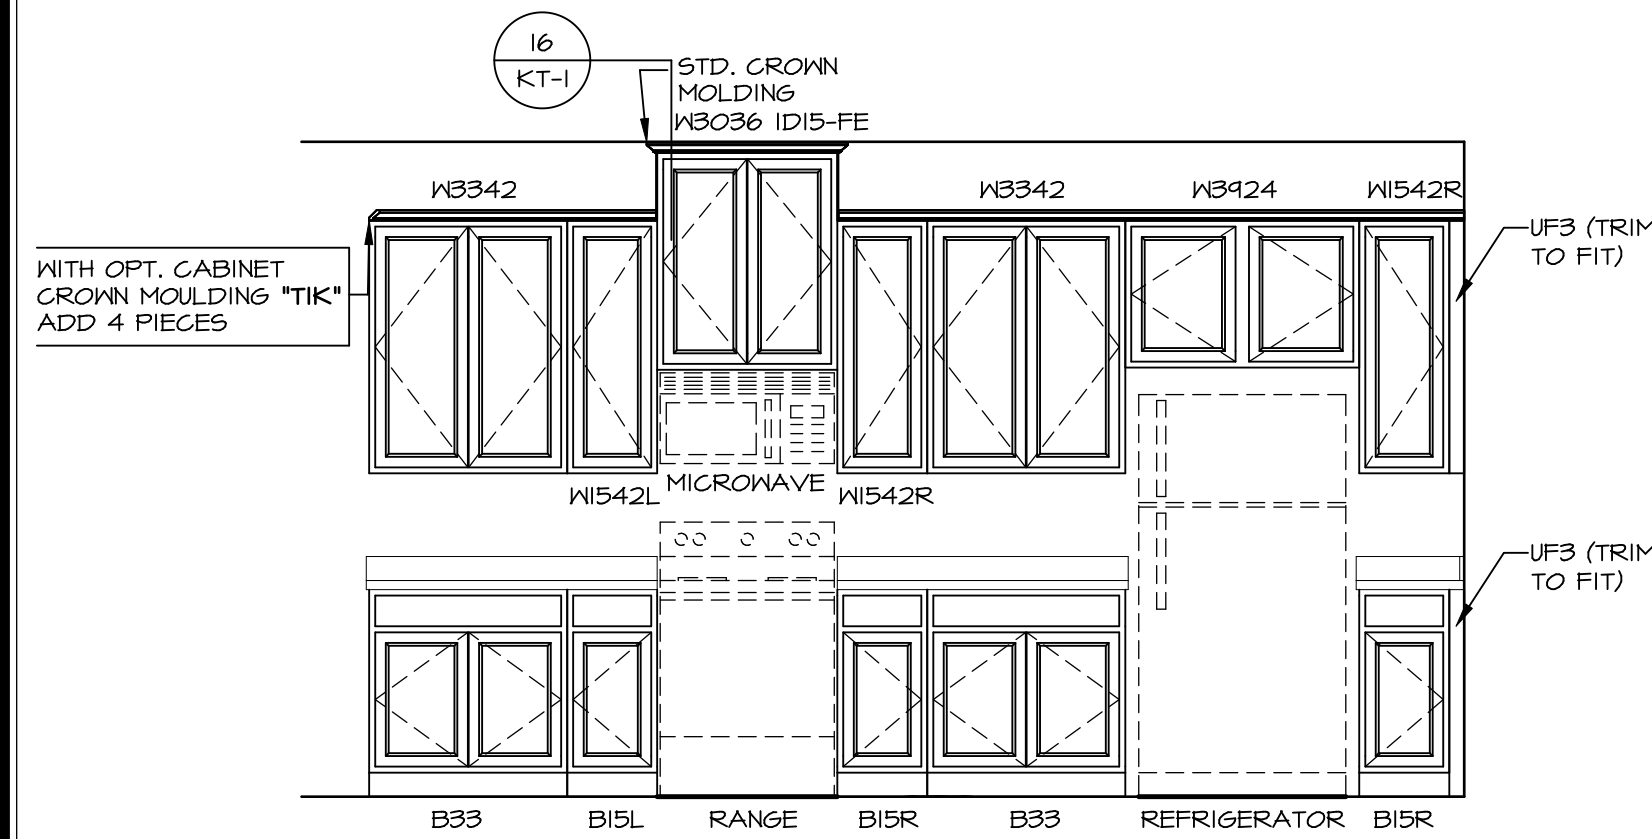 16
KT-1
STD. CROWN
MOLDING
W3036 1D15-FE
W3342
W3342
W3924
W1542R
UF3 (TRIM
TO FIT)
WITH OPT. CABINET
CROWN MOULDING "TIK"
ADD 4 PIECES
W1542L
MICROWAVE
W1542R
UF3 (TRIM
TO FIT)
B33
B15L
RANGE
B15R
B33
REFRIGERATOR
B15R